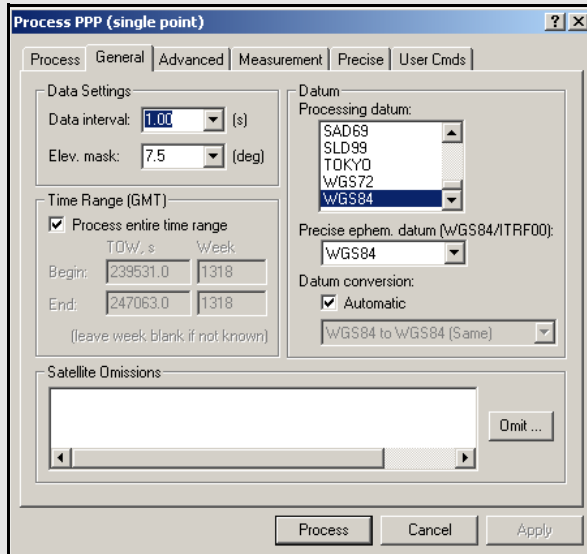 Process PPP (single point)
Process General Advanced Measurement Precise User Cmds
Data Settings
Data interval: 1.00 (s)
Elev. mask: 7.5 (deg)
Time Range (GMT)
Process entire time range
TOW, s Week
Begin: 239531.0 1318
End: 247063.0 1318
(leave week blank if not known)
Datum
Processing datum:
SAD69
SLD99
TOKYO
WGS72
WGS84
Precise ephem. datum (WGS84/ITRF00):
WGS84
Datum conversion:
Automatic
WGS84 to WGS84 (Same)
Satellite Omissions
Omit ...
Process Cancel Apply